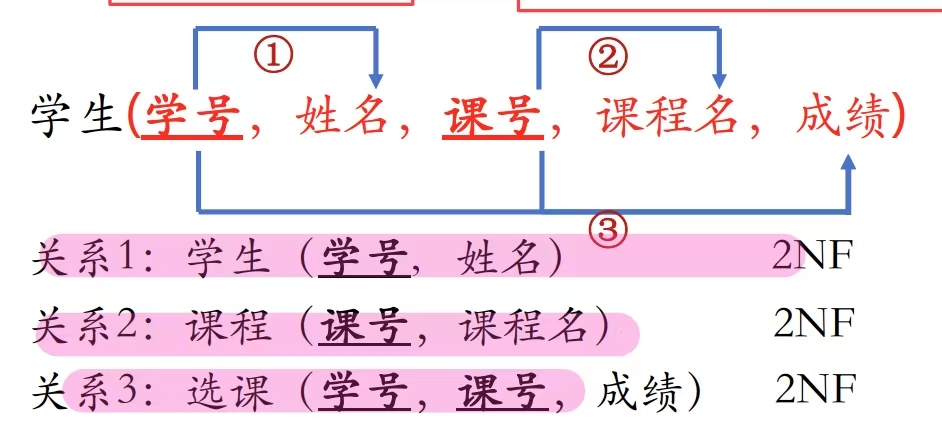 ① ②
学生(学号，姓名，课号，课程名，成绩)
③
关系1：学生（学号，姓名） 2NF
关系2：课程（课号，课程名） 2NF
关系3：选课（学号，课号，成绩） 2NF